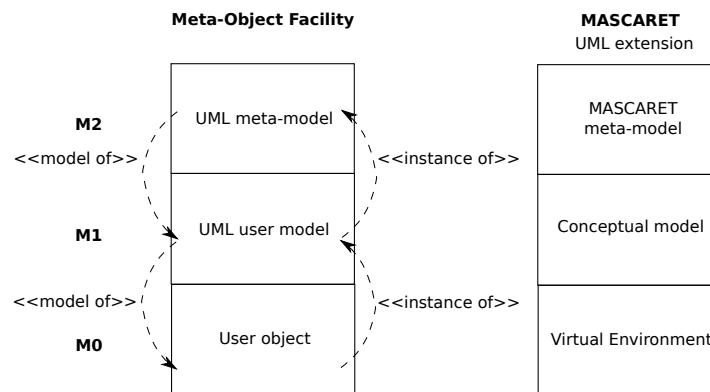 Meta-Object Facility
MASCARET
UML extension
M2
UML meta-model
MASCARET
meta-model
<<model of>>
<<instance of>>
M1
UML user model
Conceptual model
<<model of>>
<<instance of>>
M0
User object
Virtual Environment